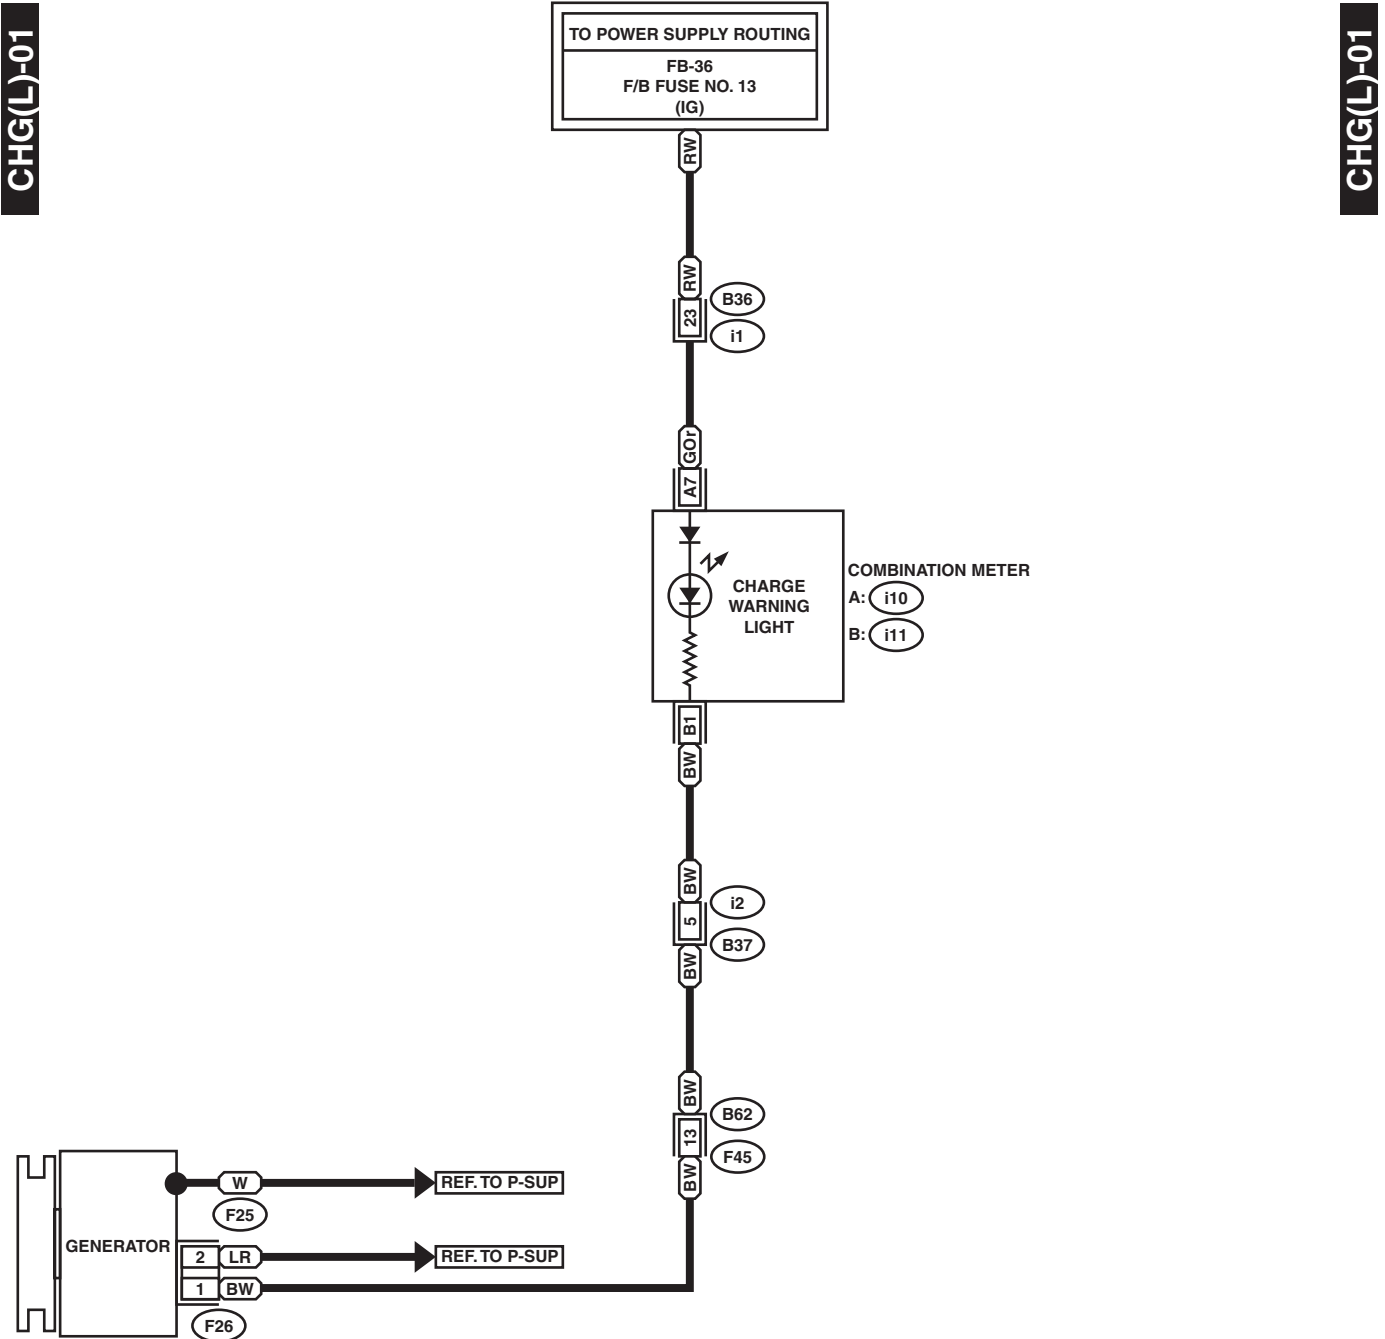 CHG(L)-01
CHG(L)-01
TO POWER SUPPLY ROUTING
FB-36
F/B FUSE NO. 13
(IG)
RW
RW
23
B36
i1
GOr
A7
CHARGE
WARNING
LIGHT
COMBINATION METER
A: i10
B: i11
B1
BW
BW
5
i2
B37
BW
BW
13
B62
F45
BW
GENERATOR
W
REF. TO P-SUP
F25
2 LR
REF. TO P-SUP
1 BW
F26